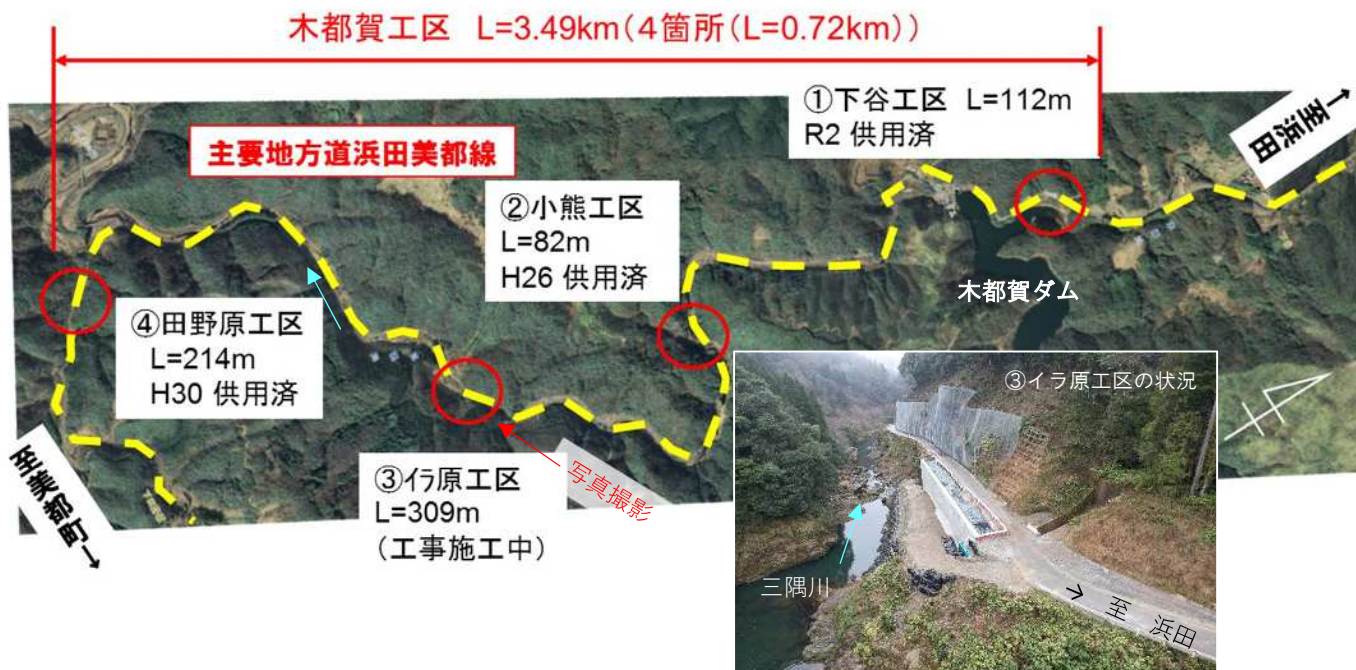 木都賀工区 L=3.49km(4箇所(L=0.72km))
①下谷工区 L=112m
R2 供用済
←至浜田
主要地方道浜田美都線
②小熊工区
L=82m
H26 供用済
木都賀ダム
④田野原工区
L=214m
H30 供用済
③イラ原工区の状況
至美都町→
③イラ原工区
L=309m
(工事施工中)
写真撮影
三隅川
→ 至 浜田